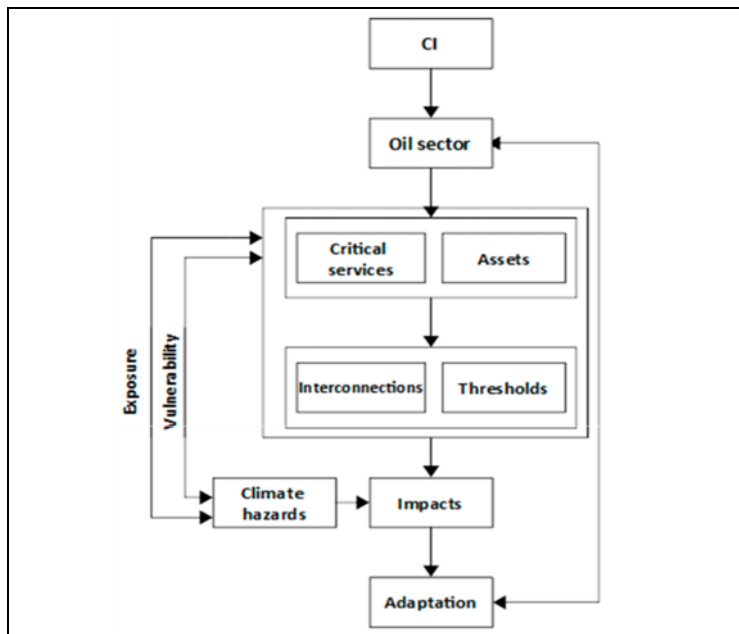 CI
Oil sector
Critical
services
Assets
Interconnections
Thresholds
Exposure
Vulnerability
Climate
hazards
Impacts
Adaptation